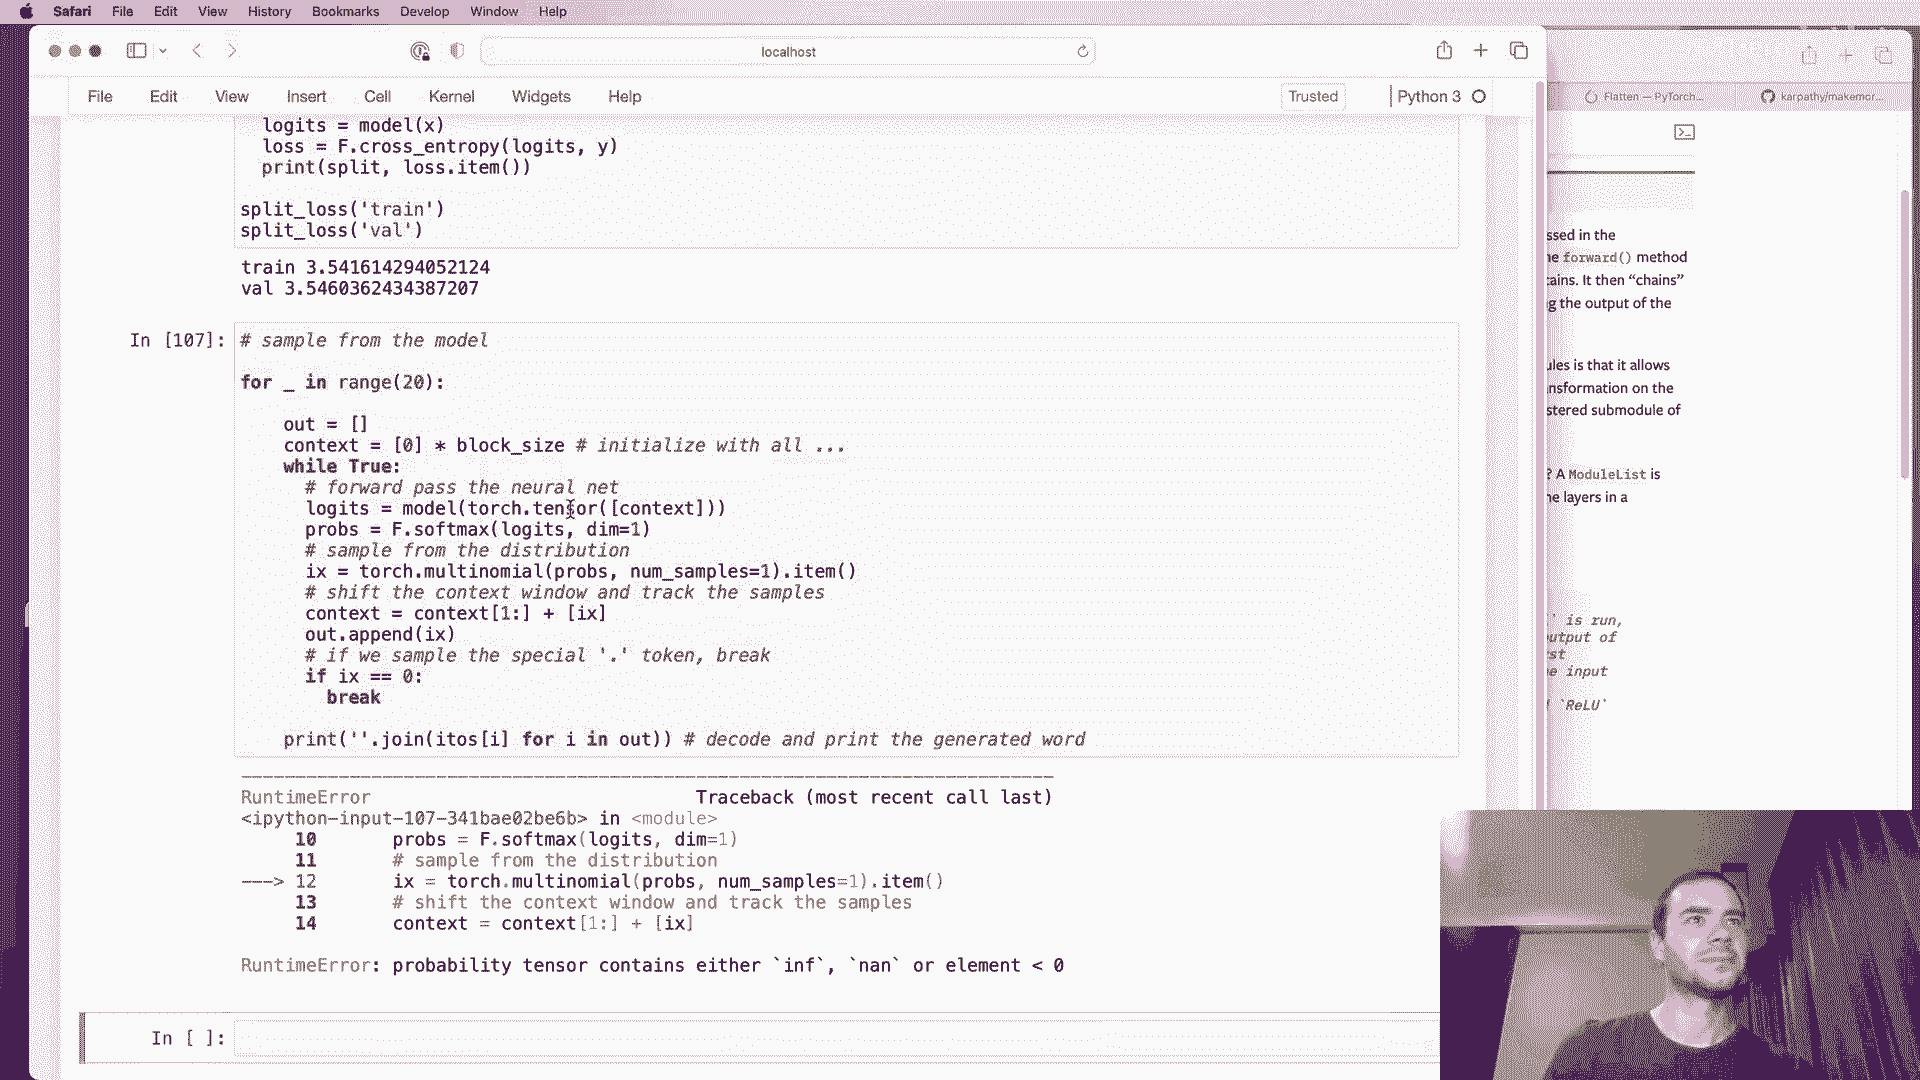 Safari File Edit View History Bookmarks Develop Window Help
localhost
File Edit View Insert Cell Kernel Widgets Help
Trusted
Python 3
Flatten — PyTorch...
karpathy/makemor...
logits = model(x)
loss = F.cross_entropy(logits, y)
print(split, loss.item())
split_loss('train')
split_loss('val')
train 3.541614294052124
val 3.5460362434387207
In [107]:
# sample from the model
for _ in range(20):
out = []
context = [0] * block_size # initialize with all ...
while True:
# forward pass the neural net
logits = model(torch.tensor([context]))
probs = F.softmax(logits, dim=1)
# sample from the distribution
ix = torch.multinomial(probs, num_samples=1).item()
# shift the context window and track the samples
context = context[1:] + [ix]
out.append(ix)
# if we sample the special '.' token, break
if ix == 0:
break
print(''.join(itos[i] for i in out)) # decode and print the generated word
---------------------------------------------------------------------------
RuntimeError Traceback (most recent call last)
<ipython-input-107-341bae02be6b> in <module>
10 probs = F.softmax(logits, dim=1)
11 # sample from the distribution
---> 12 ix = torch.multinomial(probs, num_samples=1).item()
13 # shift the context window and track the samples
14 context = context[1:] + [ix]
RuntimeError: probability tensor contains either `inf`, `nan` or element < 0
In [ ]:
ssed in the
ne forward() method
tains. It then “chains”
g the output of the
ules is that it allows
nsformation on the
stered submodule of
? A ModuleList is
ne layers in a
` is run,
output of
rst
e input
d `ReLU`